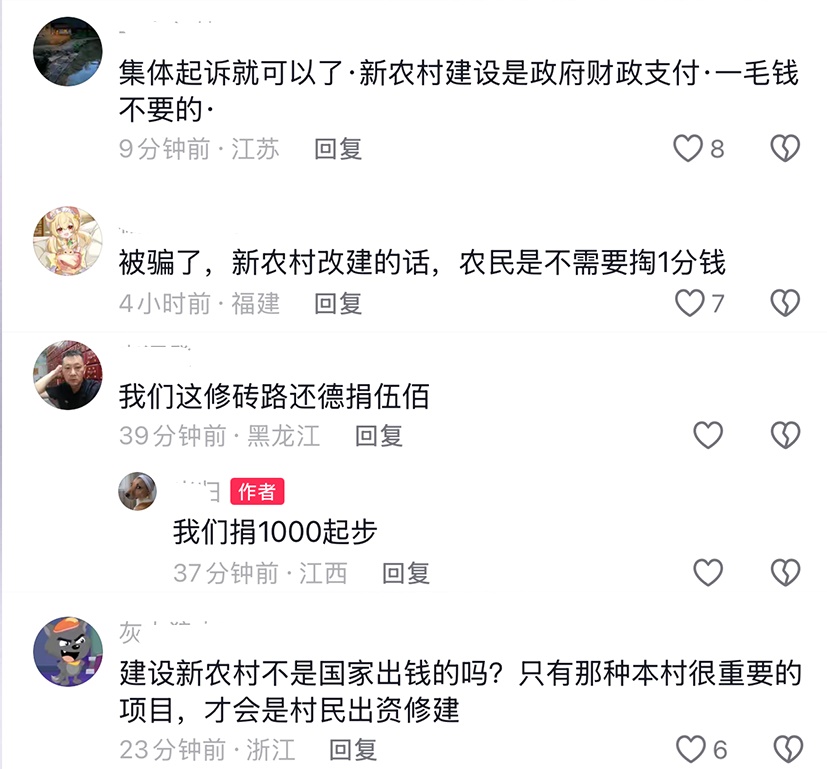 集体起诉就可以了·新农村建设是政府财政支付·一毛钱
不要的·
9分钟前·江苏 回复 8
被骗了，新农村改建的话，农民是不需要掏1分钱
4小时前·福建 回复 7
我们这修砖路还德捐伍佰
39分钟前·黑龙江 回复
作者
我们捐1000起步
37分钟前·江西 回复
灰
建设新农村不是国家出钱的吗？只有那种本村很重要的
项目，才会是村民出资修建
23分钟前·浙江 回复 6